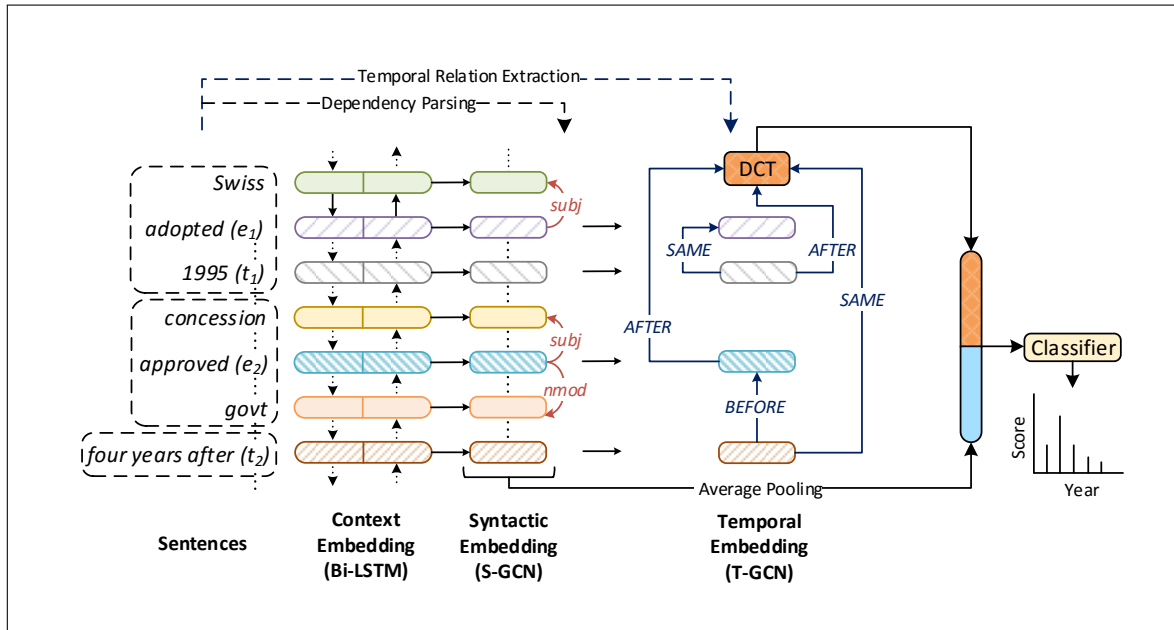 Temporal Relation Extraction
Dependency Parsing
DCT
Swiss
subj
adopted (e1)
SAME
AFTER
1995 (t1)
SAME
concession
AFTER
subj
Classifier
approved (e2)
nmod
govt
BEFORE
Score
four years after (t2)
Year
Average Pooling
Sentences
Context
Embedding
(Bi-LSTM)
Syntactic
Embedding
(S-GCN)
Temporal
Embedding
(T-GCN)